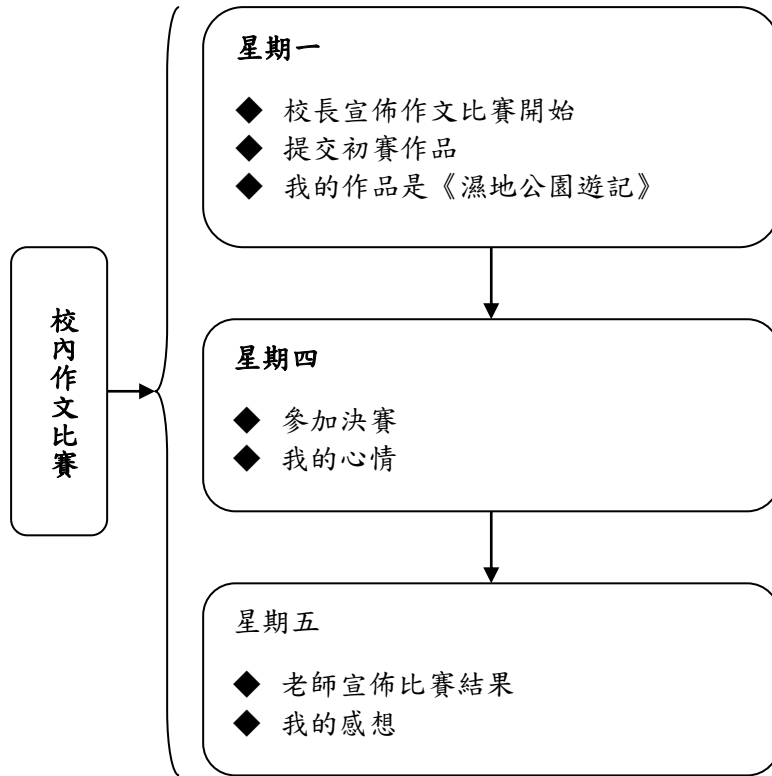 校內作文比賽
星期一
◆ 校長宣佈作文比賽開始
◆ 提交初賽作品
◆ 我的作品是《濕地公園遊記》
星期四
◆ 參加決賽
◆ 我的心情
星期五
◆ 老師宣佈比賽結果
◆ 我的感想